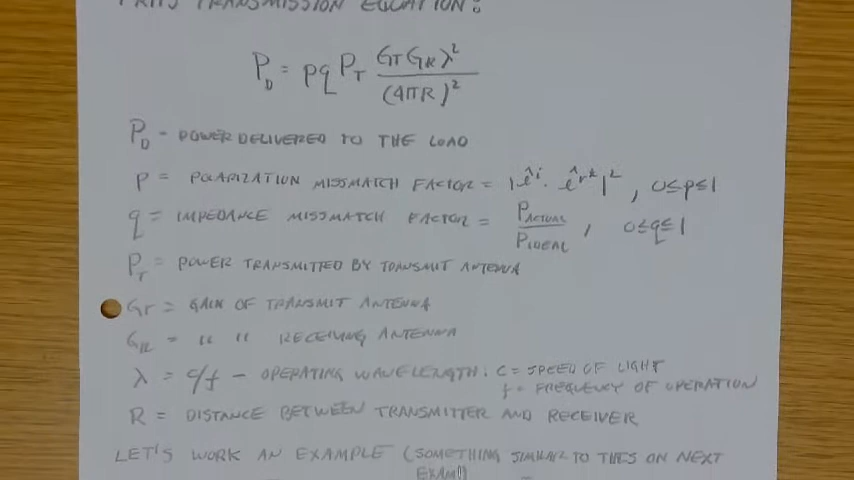 FRIIS TRANSMISSION EQUATION:
P_D = pq P_T G_T G_R λ² / (4πR)²
P_D - POWER DELIVERED TO THE LOAD
p = POLARIZATION MISSMATCH FACTOR = |ê^i · ê^r*|², 0≤p≤1
q = IMPEDANCE MISSMATCH FACTOR = P_ACTUAL / P_IDEAL, 0≤q≤1
P_T = POWER TRANSMITTED BY TRANSMIT ANTENNA
G_T = GAIN OF TRANSMIT ANTENNA
G_R = " " RECEIVING ANTENNA
λ = c/f - OPERATING WAVELENGTH. C = SPEED OF LIGHT
f = FREQUENCY OF OPERATION
R = DISTANCE BETWEEN TRANSMITTER AND RECEIVER
LET'S WORK AN EXAMPLE (SOMETHING SIMILAR TO THIS ON NEXT
EXAM!)